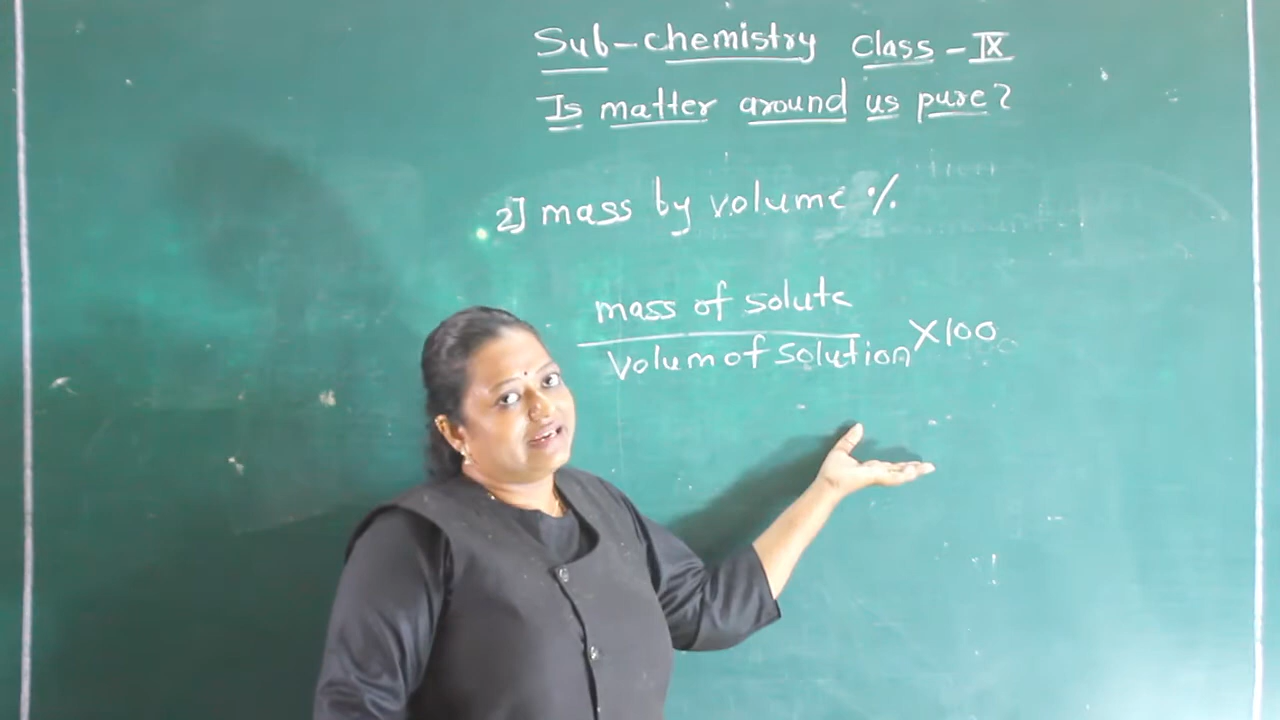 Sub-chemistry Class-IX
Is matter around us pure?
2] mass by volume %
mass of solute
Volum of solution ×100